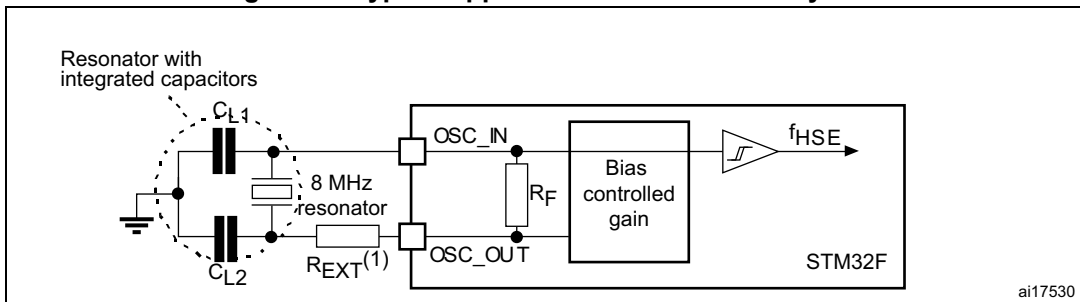 Resonator with
integrated capacitors
CL1
OSC_IN
fHSE
Bias
controlled
gain
RF
8 MHz
resonator
REXT(1)
OSC_OUT
STM32F
CL2
ai17530